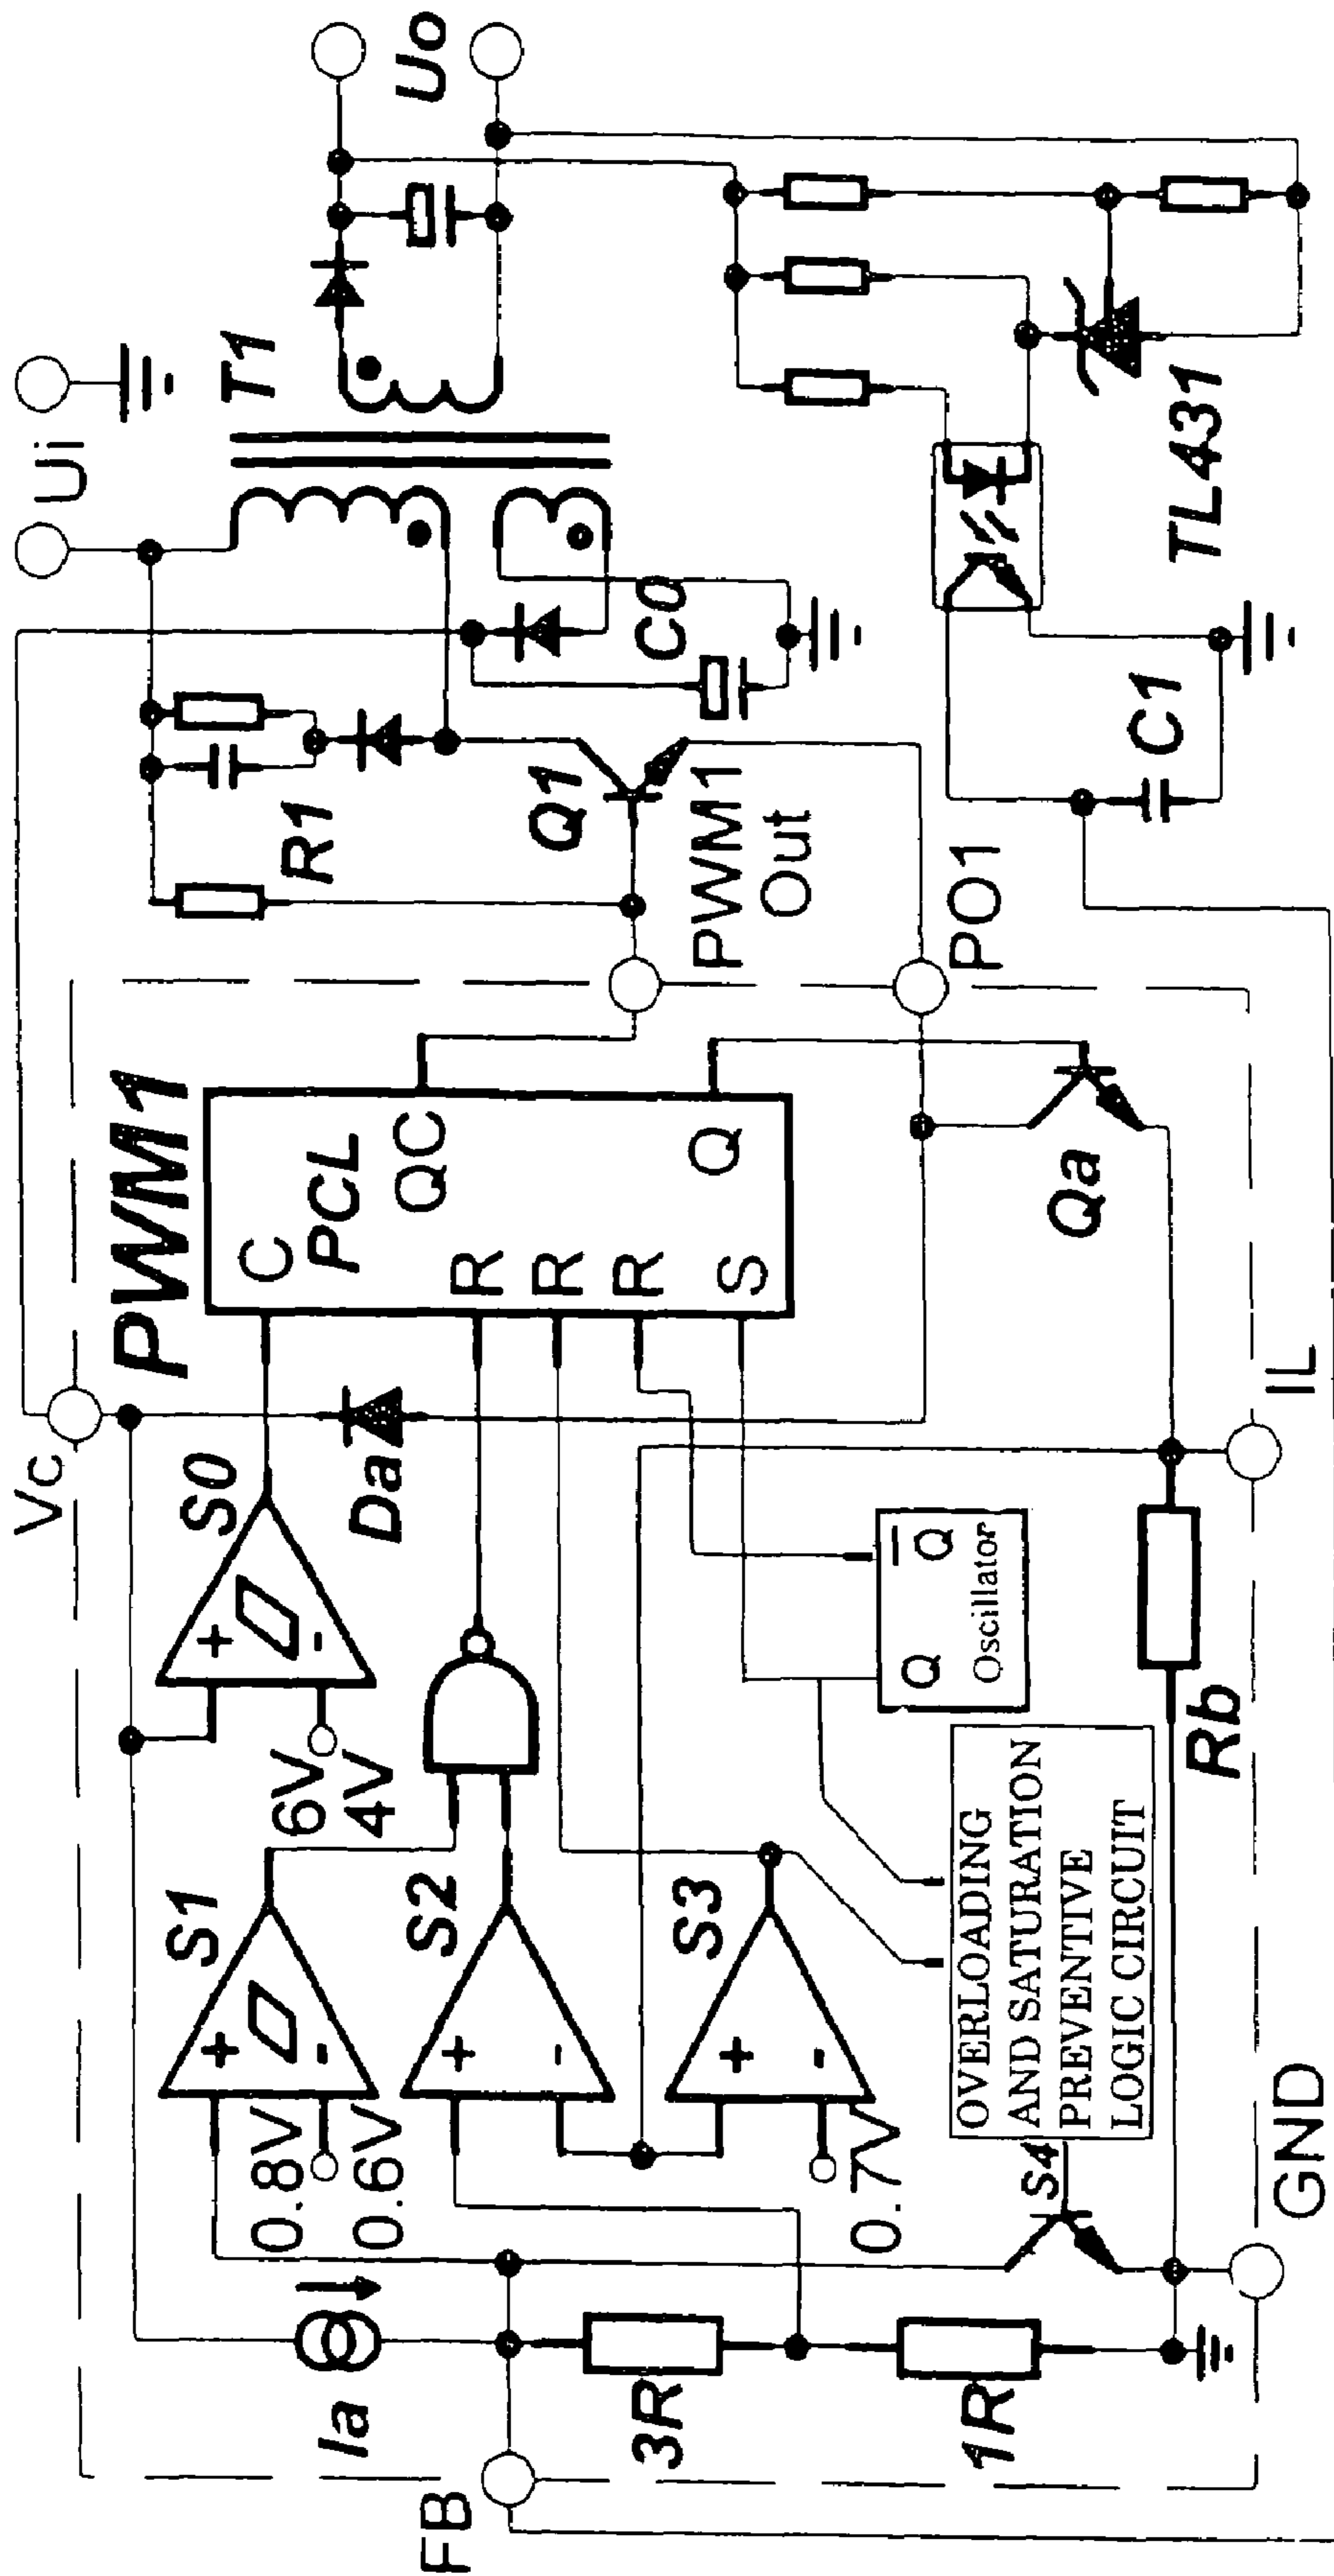 Vc
Ui
PWM1
T1
Uo
S0
C
PCL
QC
R
R
R
S
Q
6V
4V
Da
R1
Q1
C0
PWM1
Out
PO1
C1
TL431
S1
0.8V
0.6V
S2
S3
0.7V
Ia
FB
3R
1R
S4
OVERLOADING
AND SATURATION
PREVENTIVE
LOGIC CIRCUIT
Q
Q
Oscillator
Qa
Rb
IL
GND
+
-
+
-
+
-
+
-